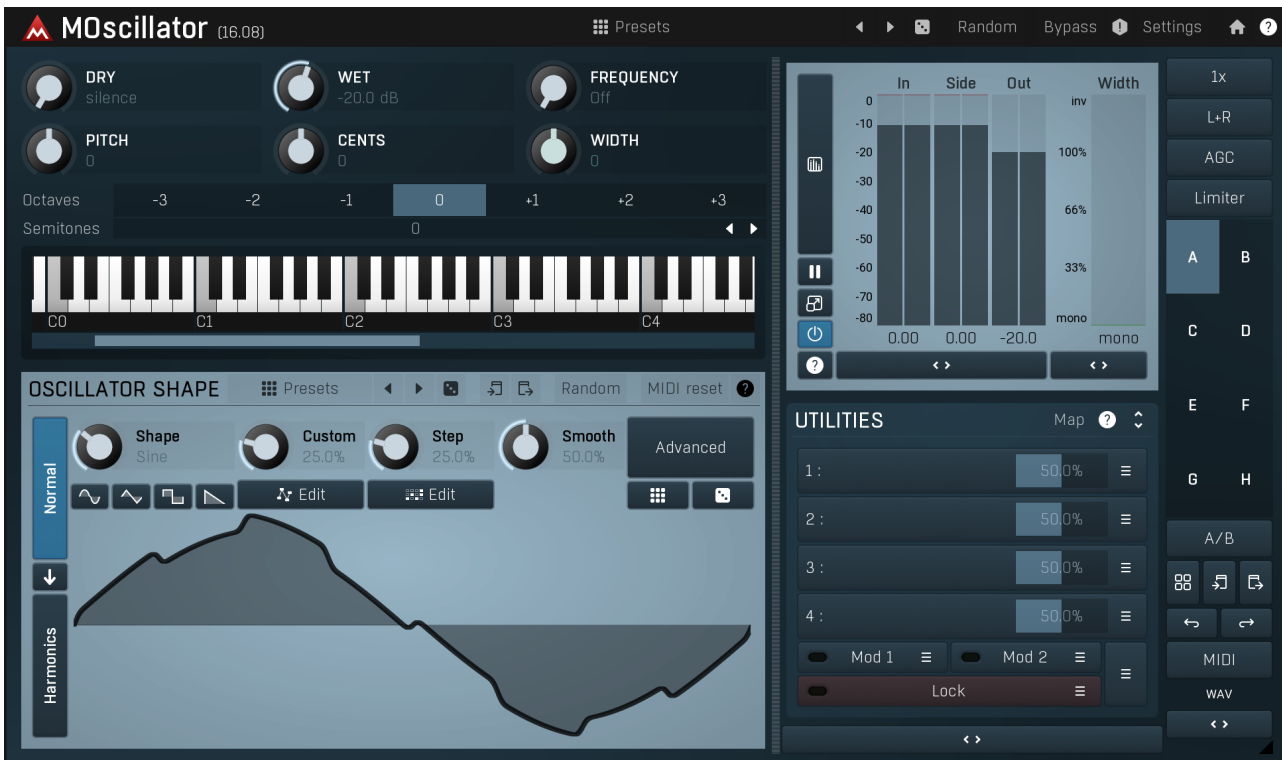 MOscillator (16.08) Presets Random Bypass Settings ?
DRY
silence
WET
-20.0 dB
FREQUENCY
Off
PITCH
0
CENTS
0
WIDTH
0
Octaves -3 -2 -1 0 +1 +2 +3
Semitones 0
C0 C1 C2 C3 C4
OSCILLATOR SHAPE Presets Random MIDI reset ?
Normal
Harmonics
Shape
Sine
Custom
25.0%
Step
25.0%
Smooth
50.0%
Advanced
Edit
Edit
In Side Out Width
0
-10
-20
-30
-40
-50
-60
-70
-80
inv
100%
66%
33%
mono
0.00 0.00 -20.0 mono
?
UTILITIES Map ?
1 : 50.0%
2 : 50.0%
3 : 50.0%
4 : 50.0%
Mod 1 Mod 2
Lock
1x
L+R
AGC
Limiter
A B
C D
E F
G H
A/B
MIDI
WAV